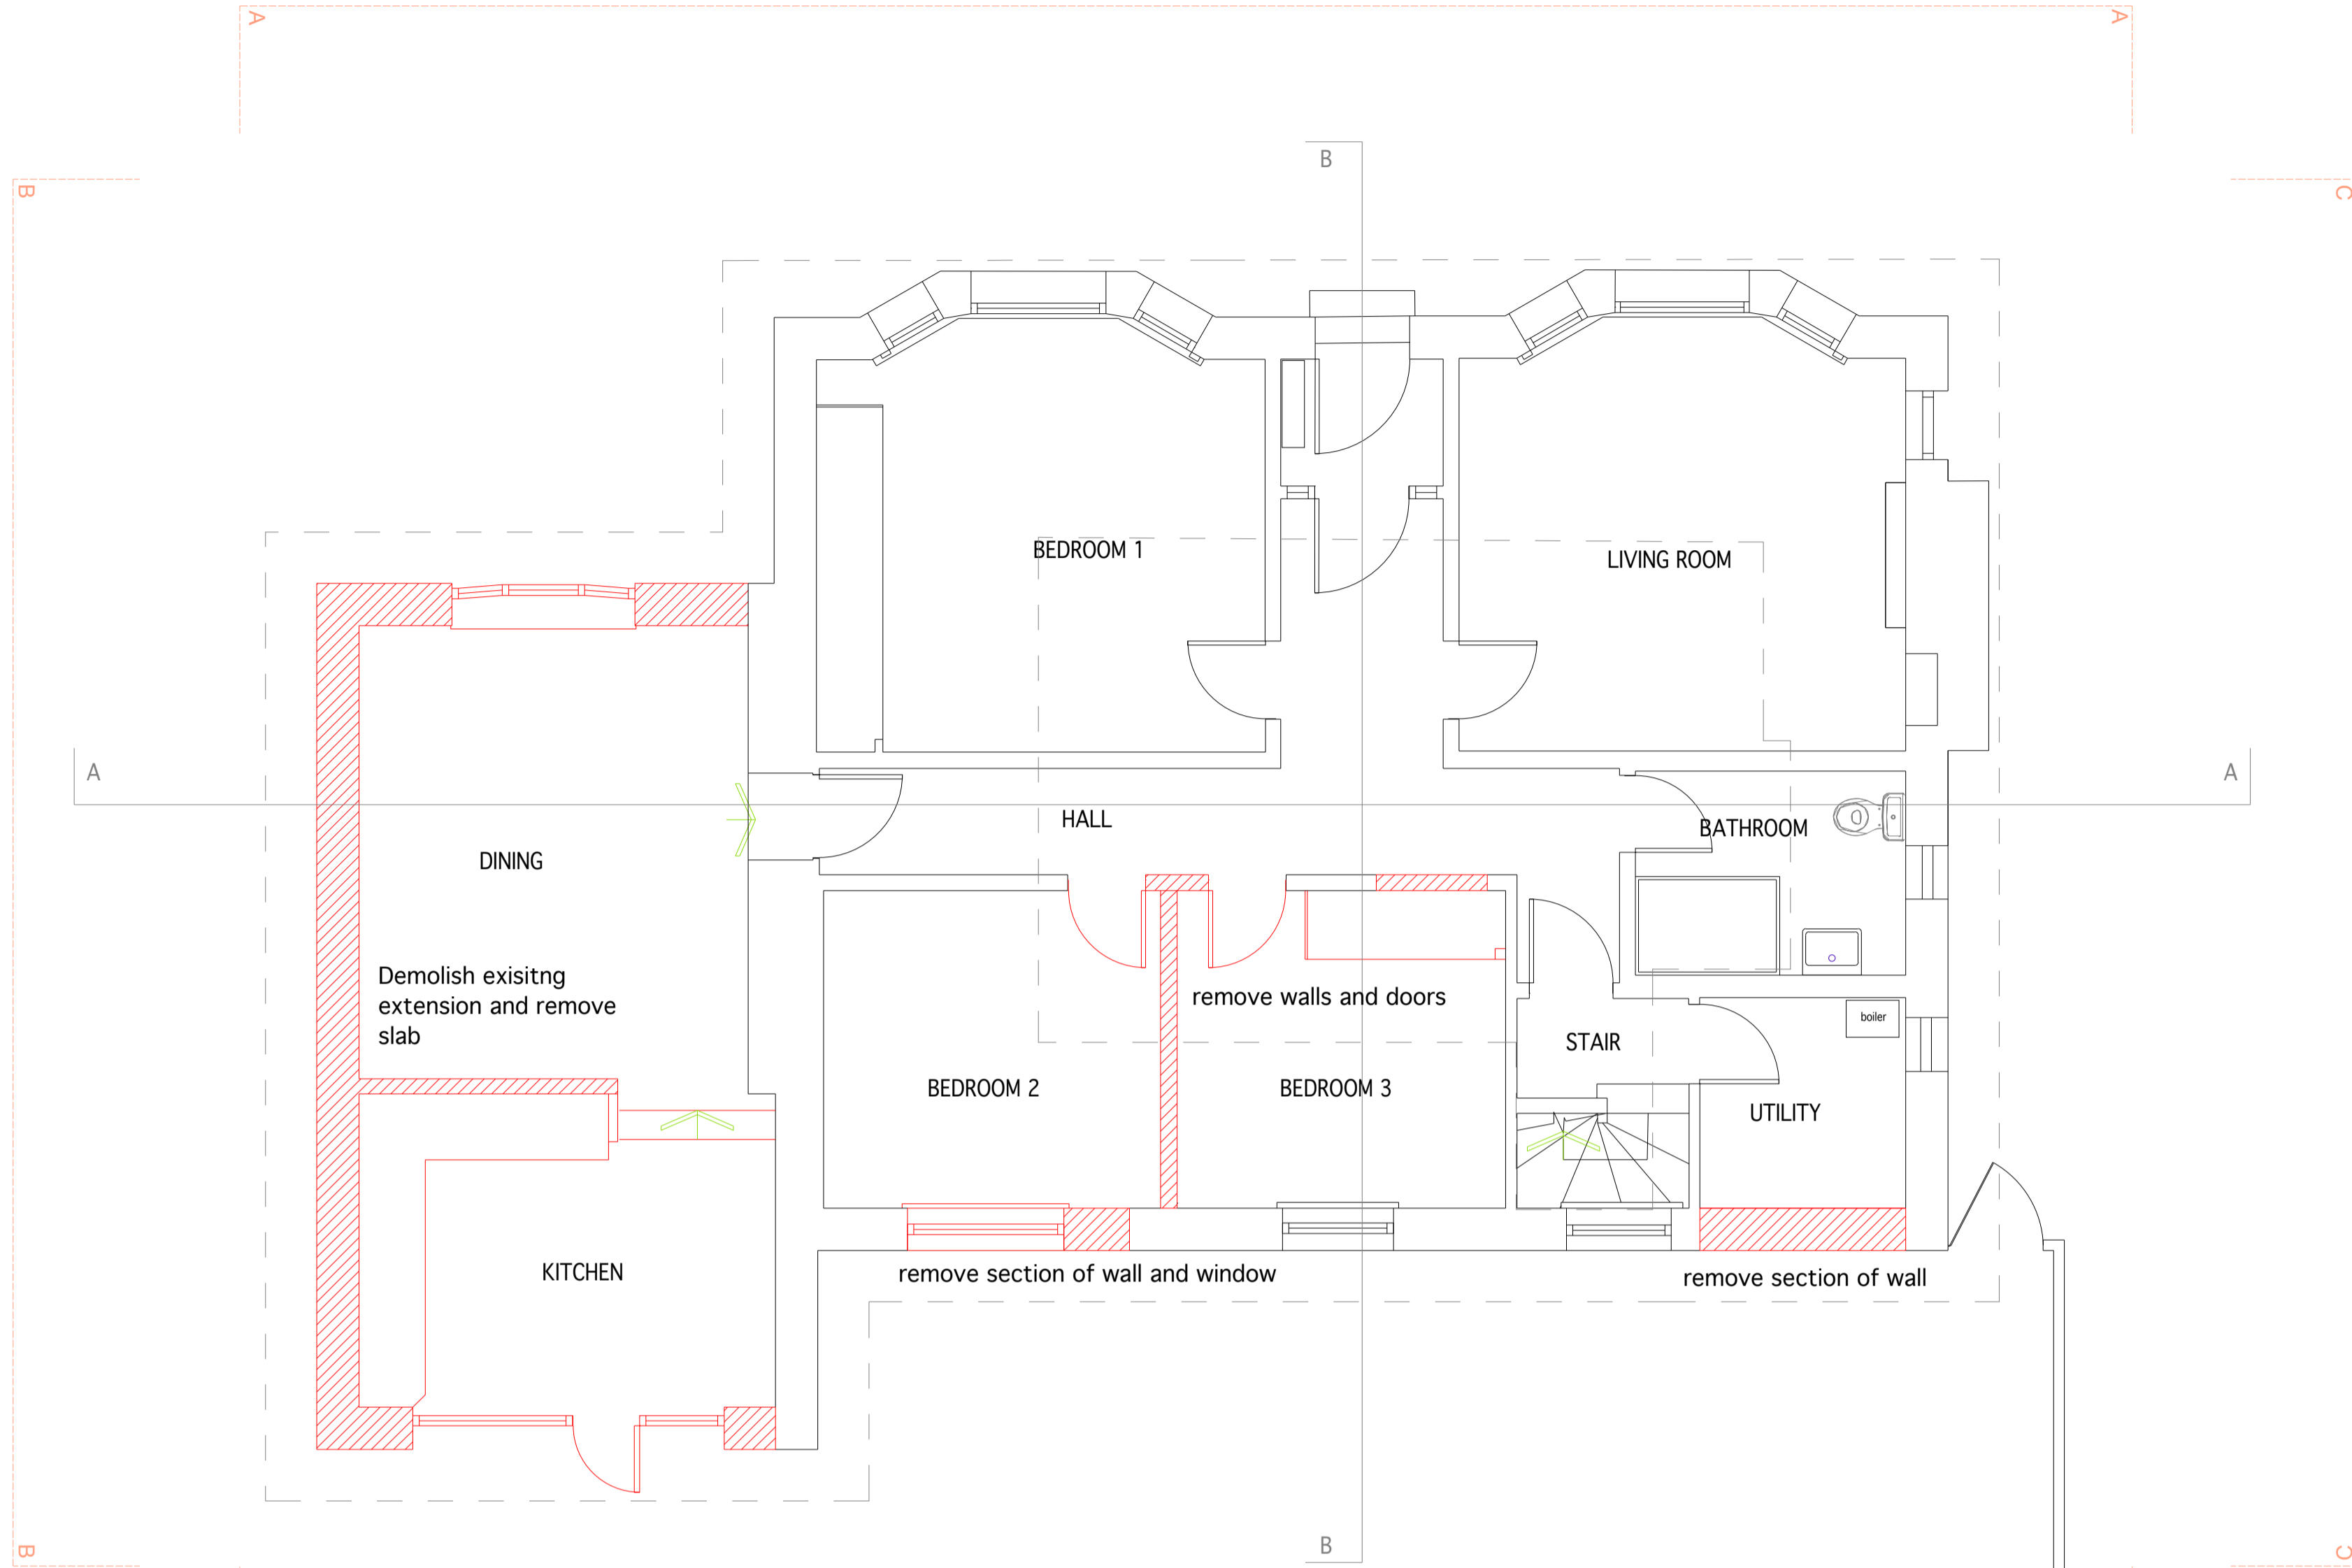 A
A
B
B
C
BEDROOM 1
LIVING ROOM
A
A
HALL
BATHROOM
DINING
Demolish exisitng
extension and remove
slab
remove walls and doors
boiler
STAIR
BEDROOM 2
BEDROOM 3
UTILITY
KITCHEN
remove section of wall and window
remove section of wall
B
B
C